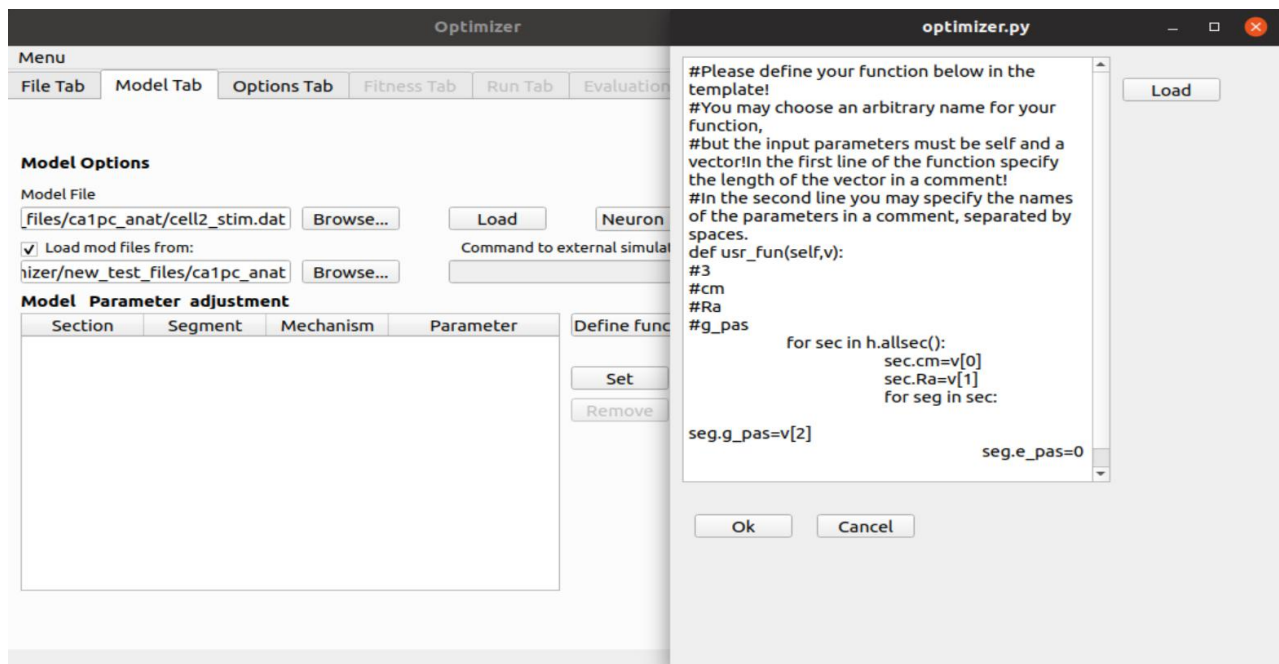 Optimizer
Menu
File Tab Model Tab Options Tab Fitness Tab Run Tab Evaluation
Model Options
Model File
_files/ca1pc_anat/cell2_stim.dat Browse... Load Neuron
Load mod files from: Command to external simulat
nizer/new_test_files/ca1pc_anat Browse...
Model Parameter adjustment
Section Segment Mechanism Parameter Define func
Set
Remove
optimizer.py
#Please define your function below in the
template!
#You may choose an arbitrary name for your
function,
#but the input parameters must be self and a
vector!In the first line of the function specify
the length of the vector in a comment!
#In the second line you may specify the names
of the parameters in a comment, separated by
spaces.
def usr_fun(self,v):
#3
#cm
#Ra
#g_pas
for sec in h.allsec():
sec.cm=v[0]
sec.Ra=v[1]
for seg in sec:
seg.g_pas=v[2]
seg.e_pas=0
Load
Ok Cancel